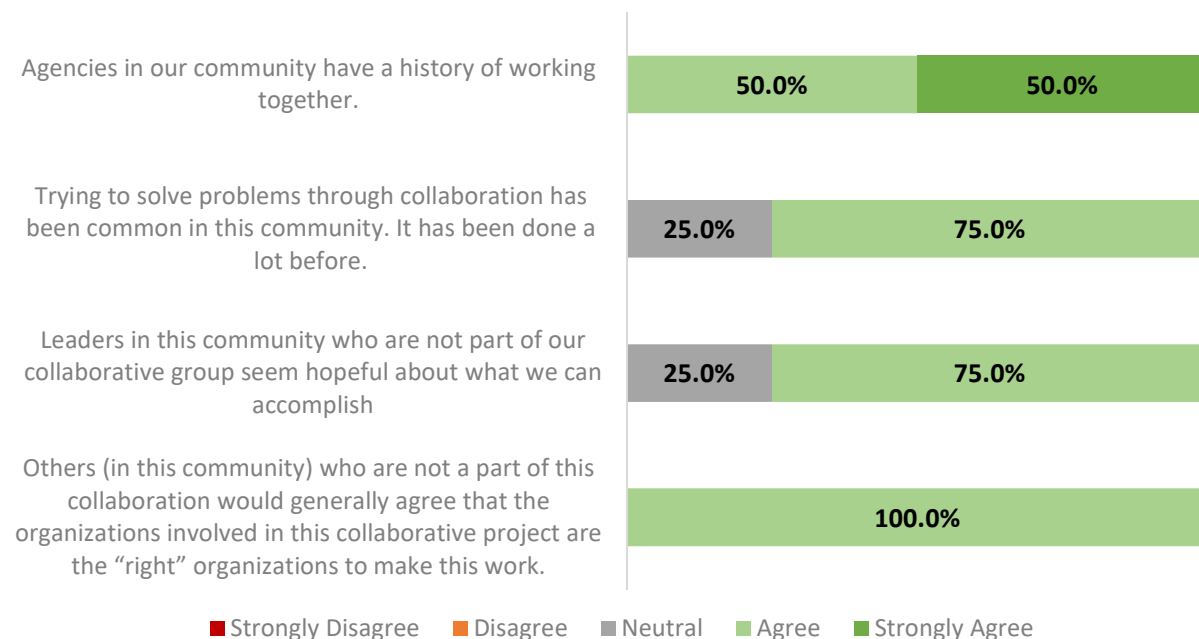 Agencies in our community have a history of working
together.
50.0%
50.0%
Trying to solve problems through collaboration has
been common in this community. It has been done a
lot before.
25.0%
75.0%
Leaders in this community who are not part of our
collaborative group seem hopeful about what we can
accomplish
25.0%
75.0%
Others (in this community) who are not a part of this
collaboration would generally agree that the
organizations involved in this collaborative project are
the “right” organizations to make this work.
100.0%
Strongly Disagree
Disagree
Neutral
Agree
Strongly Agree